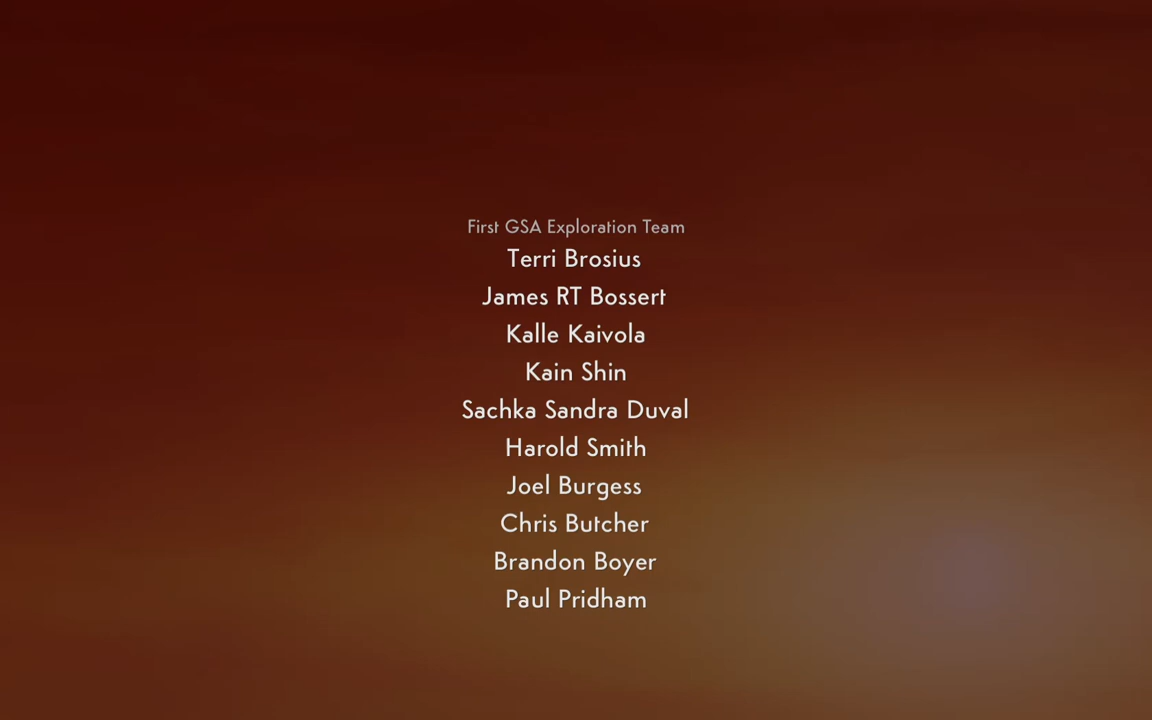 First GSA Exploration Team
Terri Brosius
James RT Bossert
Kalle Kaivola
Kain Shin
Sachka Sandra Duval
Harold Smith
Joel Burgess
Chris Butcher
Brandon Boyer
Paul Pridham